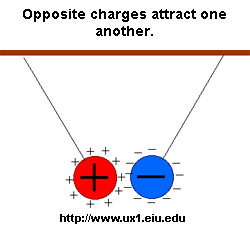 Opposite charges attract one
another.
http://www.ux1.eiu.edu